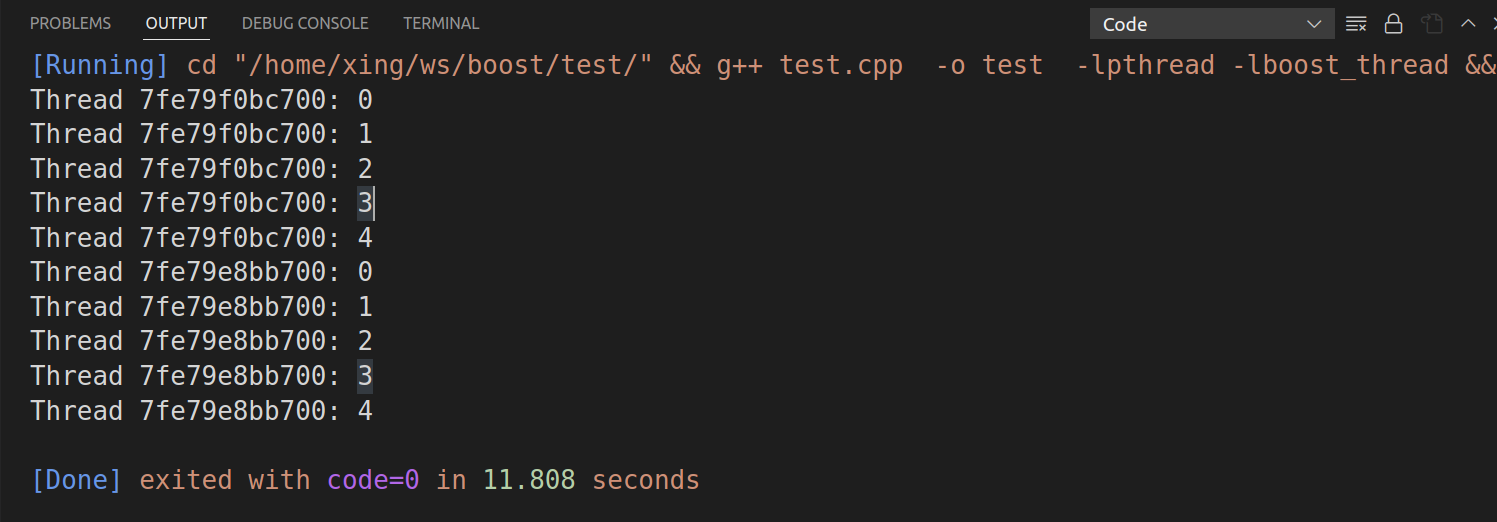 PROBLEMS OUTPUT DEBUG CONSOLE TERMINAL Code
[Running] cd "/home/xing/ws/boost/test/" && g++ test.cpp  -o test  -lpthread -lboost_thread &&
Thread 7fe79f0bc700: 0
Thread 7fe79f0bc700: 1
Thread 7fe79f0bc700: 2
Thread 7fe79f0bc700: 3
Thread 7fe79f0bc700: 4
Thread 7fe79e8bb700: 0
Thread 7fe79e8bb700: 1
Thread 7fe79e8bb700: 2
Thread 7fe79e8bb700: 3
Thread 7fe79e8bb700: 4
[Done] exited with code=0 in 11.808 seconds